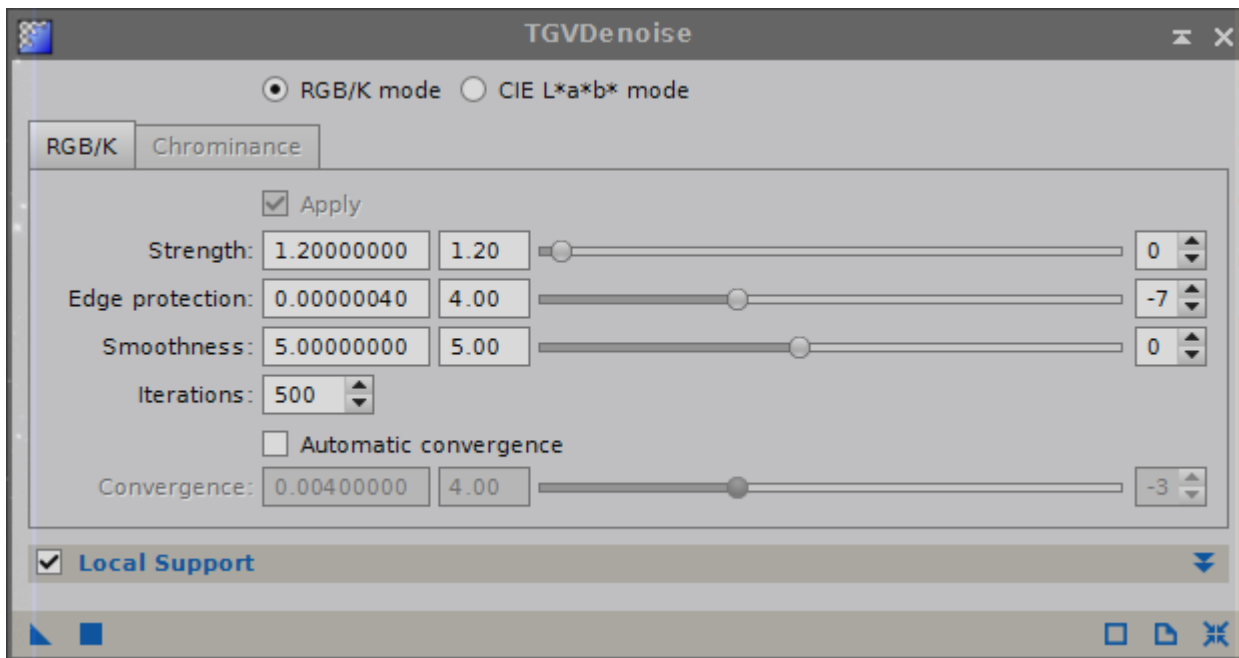 TGVDenoise
RGB/K mode CIE L*a*b* mode
RGB/K Chrominance
Apply
Strength: 1.20000000 1.20 0
Edge protection: 0.00000040 4.00 -7
Smoothness: 5.00000000 5.00 0
Iterations: 500
Automatic convergence
Convergence: 0.00400000 4.00 -3
Local Support